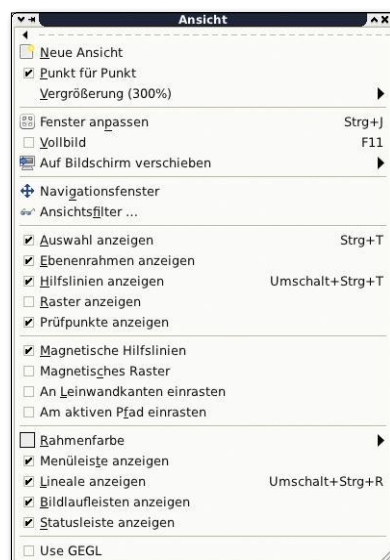 Ansicht
Neue Ansicht
Punkt für Punkt
Vergrößerung (300%)
Fenster anpassen Strg+J
Vollbild F11
Auf Bildschirm verschieben
Navigationsfenster
Ansichtsfilter ...
Auswahl anzeigen Strg+T
Ebenenrahmen anzeigen
Hilfslinien anzeigen Umschalt+Strg+T
Raster anzeigen
Prüfpunkte anzeigen
Magnetische Hilfslinien
Magnetisches Raster
An Leinwandkanten einrasten
Am aktiven Pfad einrasten
Rahmenfarbe
Menüleiste anzeigen
Lineale anzeigen Umschalt+Strg+R
Bildlaufleisten anzeigen
Statusleiste anzeigen
Use GEGL